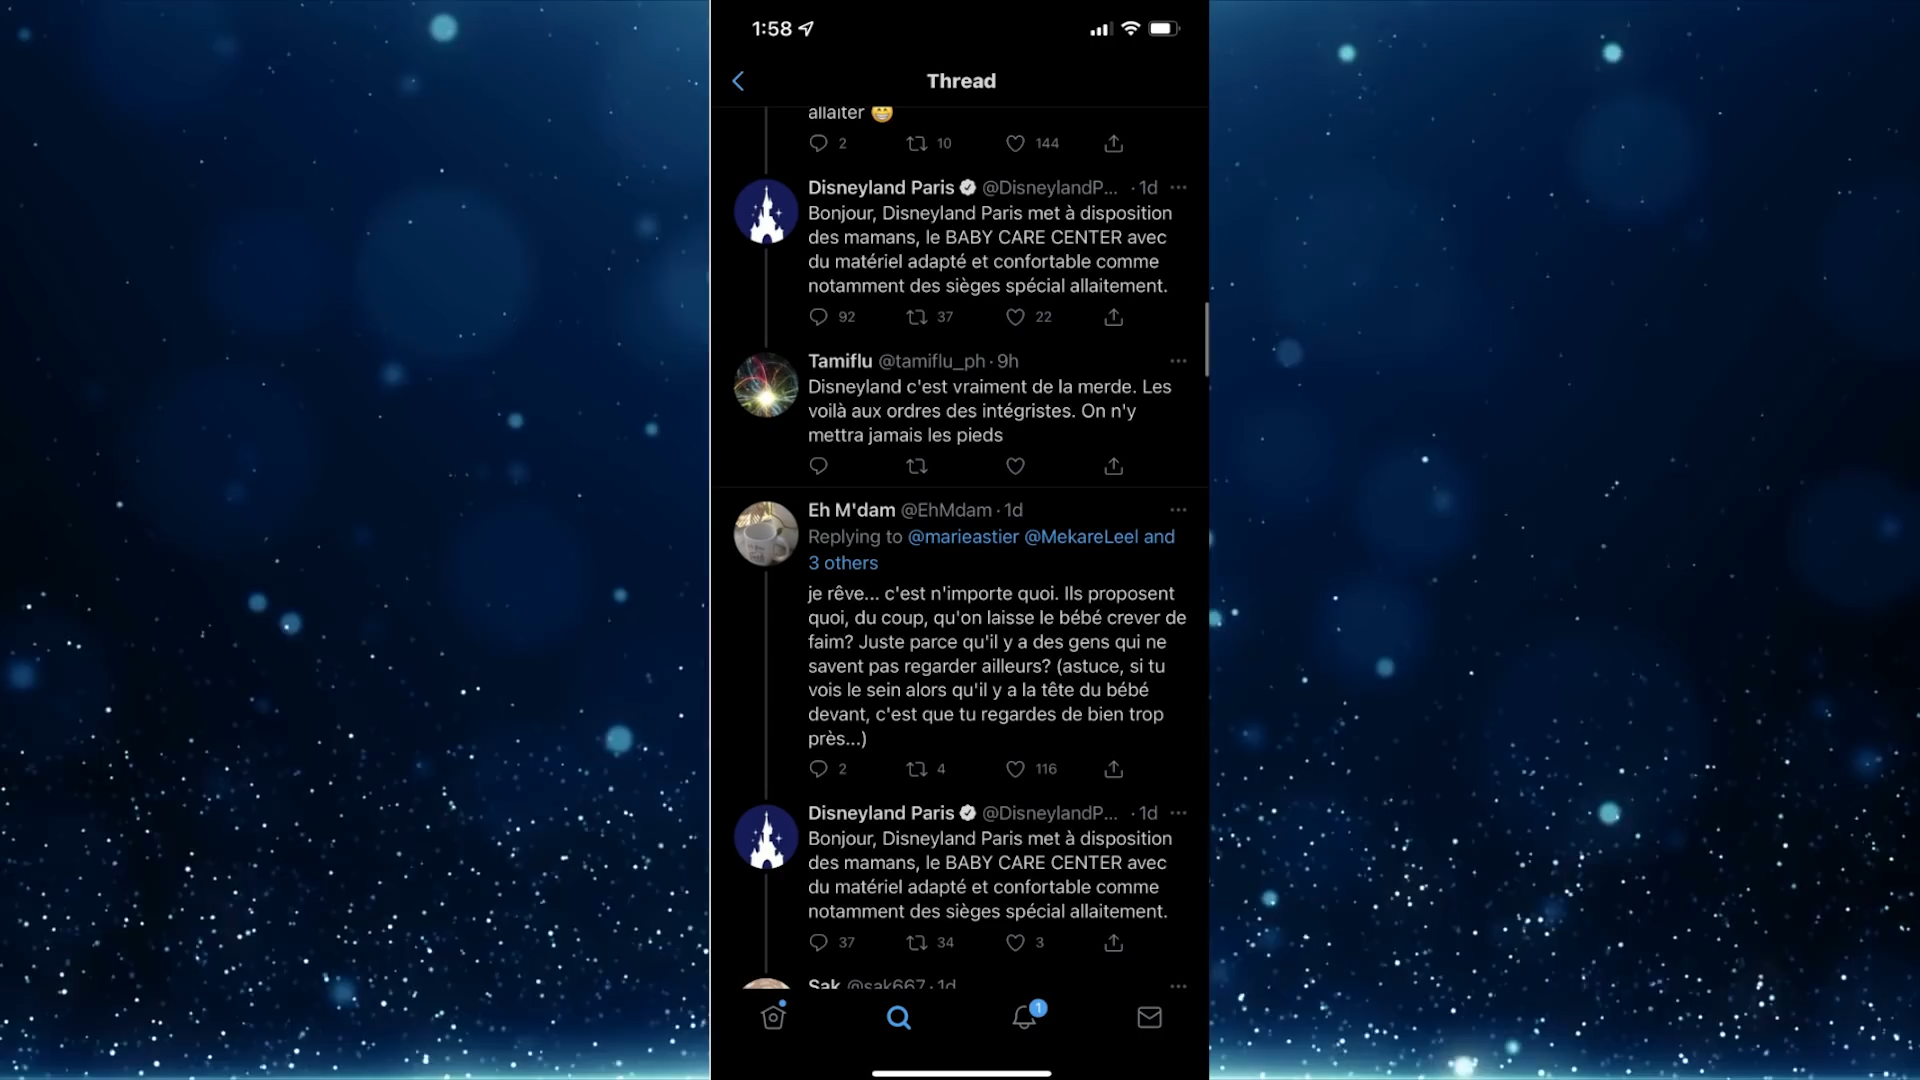 1:58
Thread
allaiter 😁
2 10 144
Disneyland Paris @DisneylandP... · 1d
Bonjour, Disneyland Paris met à disposition
des mamans, le BABY CARE CENTER avec
du matériel adapté et confortable comme
notamment des sièges spécial allaitement.
92 37 22
Tamiflu @tamiflu_ph · 9h
Disneyland c'est vraiment de la merde. Les
voilà aux ordres des intégristes. On n'y
mettra jamais les pieds
Eh M'dam @EhMdam · 1d
Replying to @marieastier @MekareLeel and
3 others
je rêve... c'est n'importe quoi. Ils proposent
quoi, du coup, qu'on laisse le bébé crever de
faim? Juste parce qu'il y a des gens qui ne
savent pas regarder ailleurs? (astuce, si tu
vois le sein alors qu'il y a la tête du bébé
devant, c'est que tu regardes de bien trop
près...)
2 4 116
Disneyland Paris @DisneylandP... · 1d
Bonjour, Disneyland Paris met à disposition
des mamans, le BABY CARE CENTER avec
du matériel adapté et confortable comme
notamment des sièges spécial allaitement.
37 34 3
Sak @sak667 · 1d
1